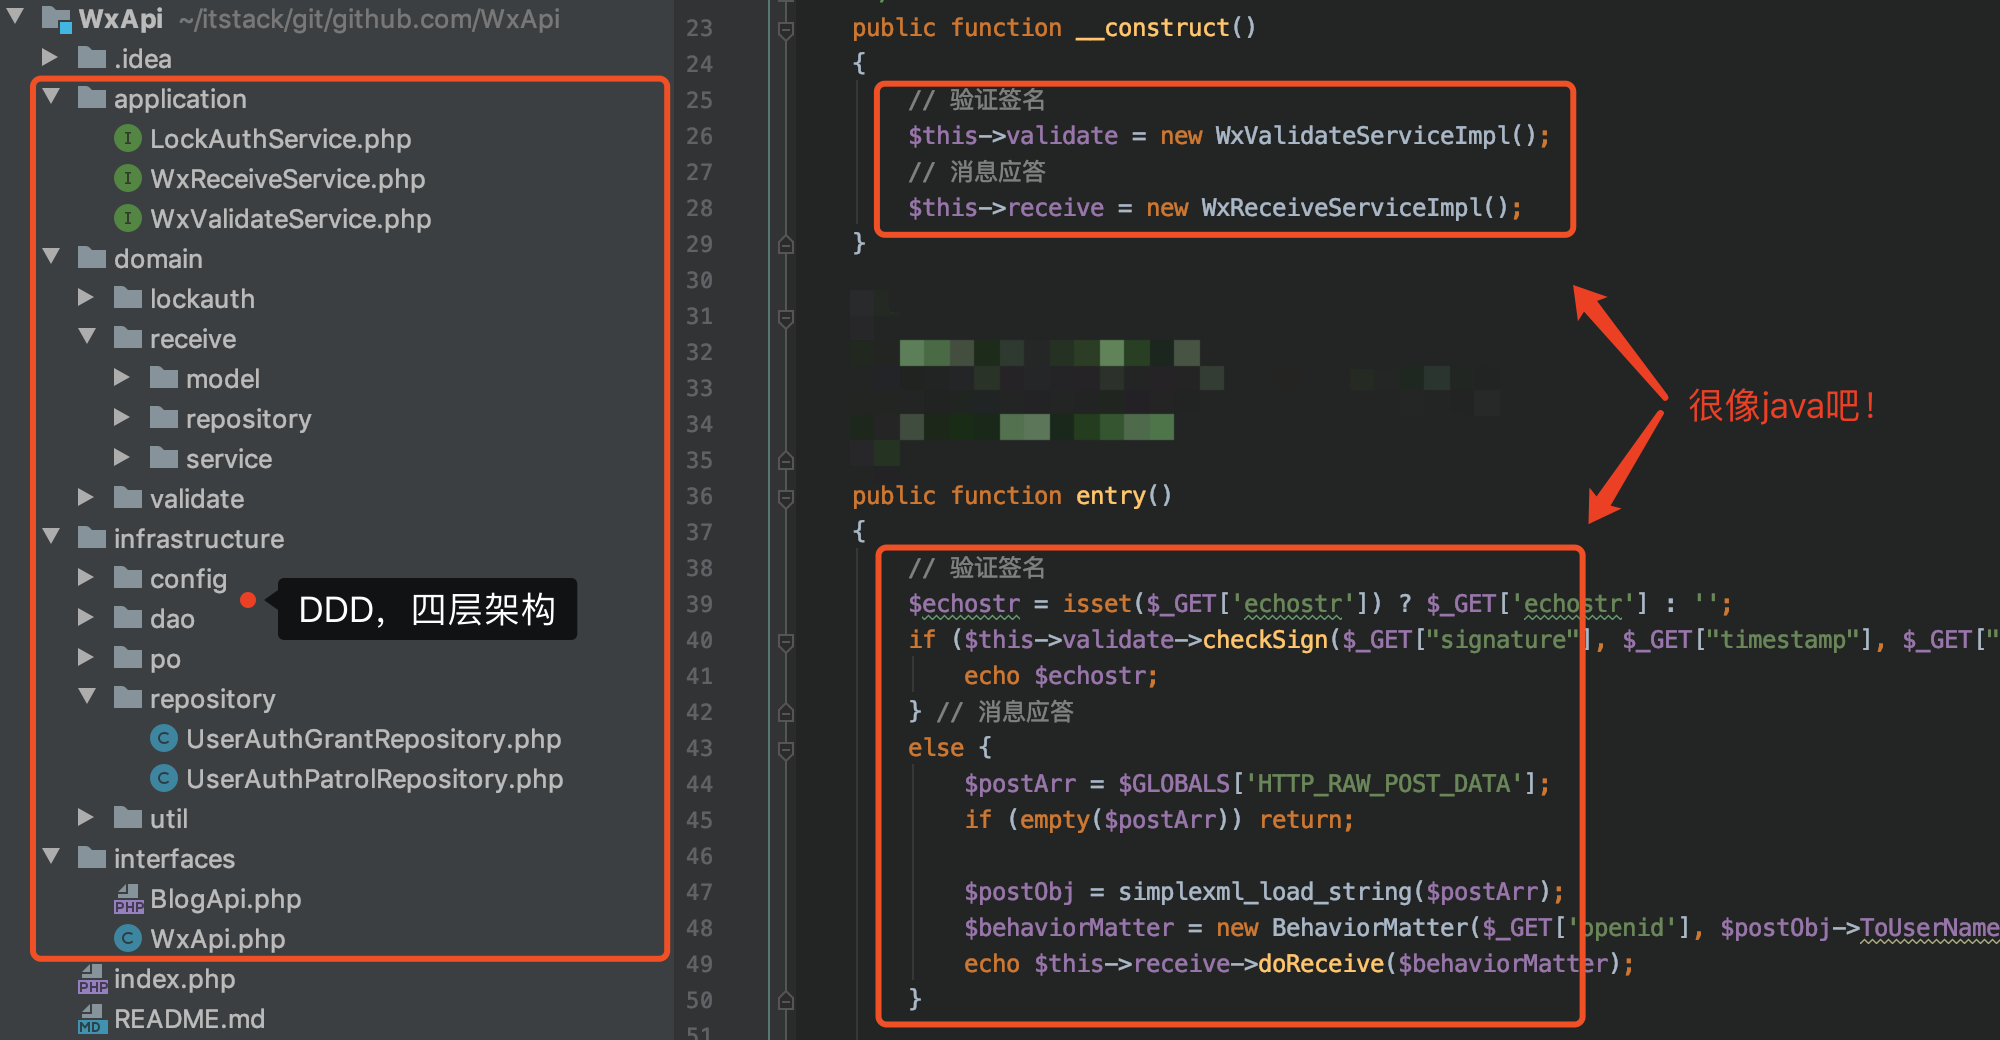 WxApi ~/itstack/git/github.com/WxApi
.idea
application
LockAuthService.php
WxReceiveService.php
WxValidateService.php
domain
lockauth
receive
model
repository
service
validate
infrastructure
config
dao
po
repository
UserAuthGrantRepository.php
UserAuthPatrolRepository.php
util
interfaces
BlogApi.php
WxApi.php
index.php
README.md
DDD，四层架构
23 public function __construct()
24 {
25 // 验证签名
26 $this->validate = new WxValidateServiceImpl();
27 // 消息应答
28 $this->receive = new WxReceiveServiceImpl();
29 }
30
31
32
33
34
35
36 public function entry()
37 {
38 // 验证签名
39 $echostr = isset($_GET['echostr']) ? $_GET['echostr'] : '';
40 if ($this->validate->checkSign($_GET["signature"], $_GET["timestamp"], $_GET["
41 echo $echostr;
42 } // 消息应答
43 else {
44 $postArr = $GLOBALS['HTTP_RAW_POST_DATA'];
45 if (empty($postArr)) return;
46
47 $postObj = simplexml_load_string($postArr);
48 $behaviorMatter = new BehaviorMatter($_GET['openid'], $postObj->ToUserName
49 echo $this->receive->doReceive($behaviorMatter);
50 }
51
很像java吧！